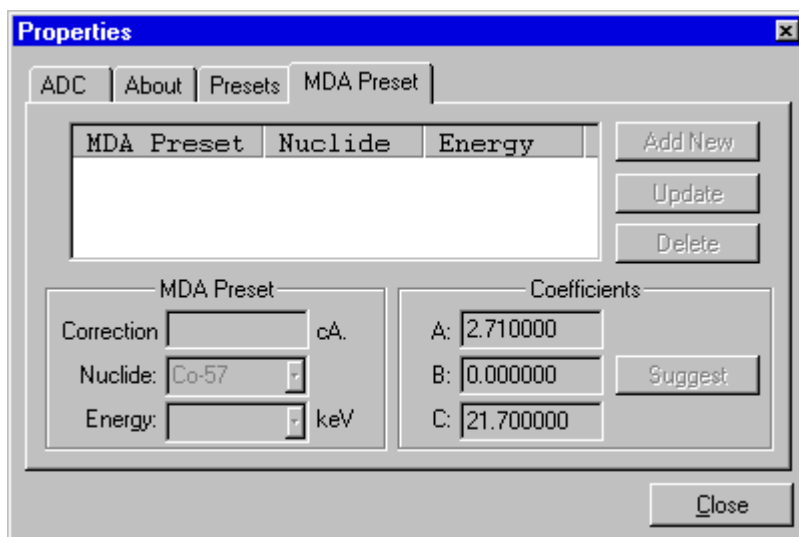 Properties
ADC About Presets MDA Preset
MDA Preset Nuclide Energy
Add New
Update
Delete
MDA Preset
Correction cA.
Nuclide: Co-57
Energy: keV
Coefficients
A: 2.710000
B: 0.000000
C: 21.700000
Suggest
Close